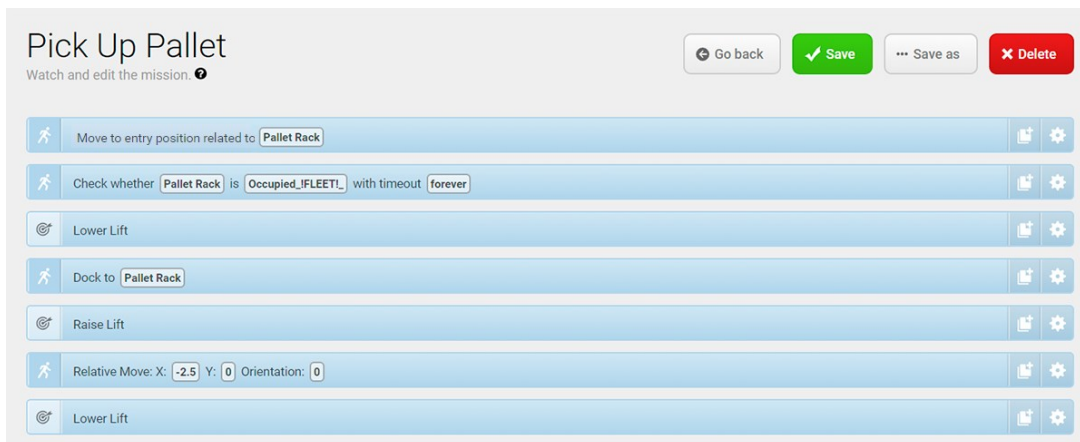 Pick Up Pallet
Watch and edit the mission. ?
Go back
Save
Save as
Delete
Move to entry position related to Pallet Rack
Check whether Pallet Rack is Occupied_!FLEET!_ with timeout forever
Lower Lift
Dock to Pallet Rack
Raise Lift
Relative Move: X: -2.5 Y: 0 Orientation: 0
Lower Lift